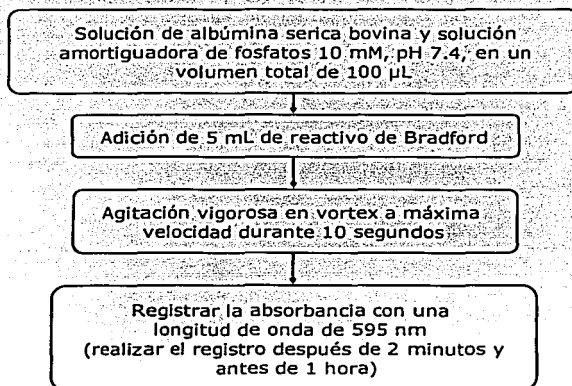 Solución de albúmina serica bovina y solución
amortiguadora de fosfatos 10 mM, pH 7.4, en un
volumen total de 100 µL
Adición de 5 mL de reactivo de Bradford
Agitación vigorosa en vortex a máxima
velocidad durante 10 segundos
Registrar la absorbancia con una
longitud de onda de 595 nm
(realizar el registro después de 2 minutos y
antes de 1 hora)